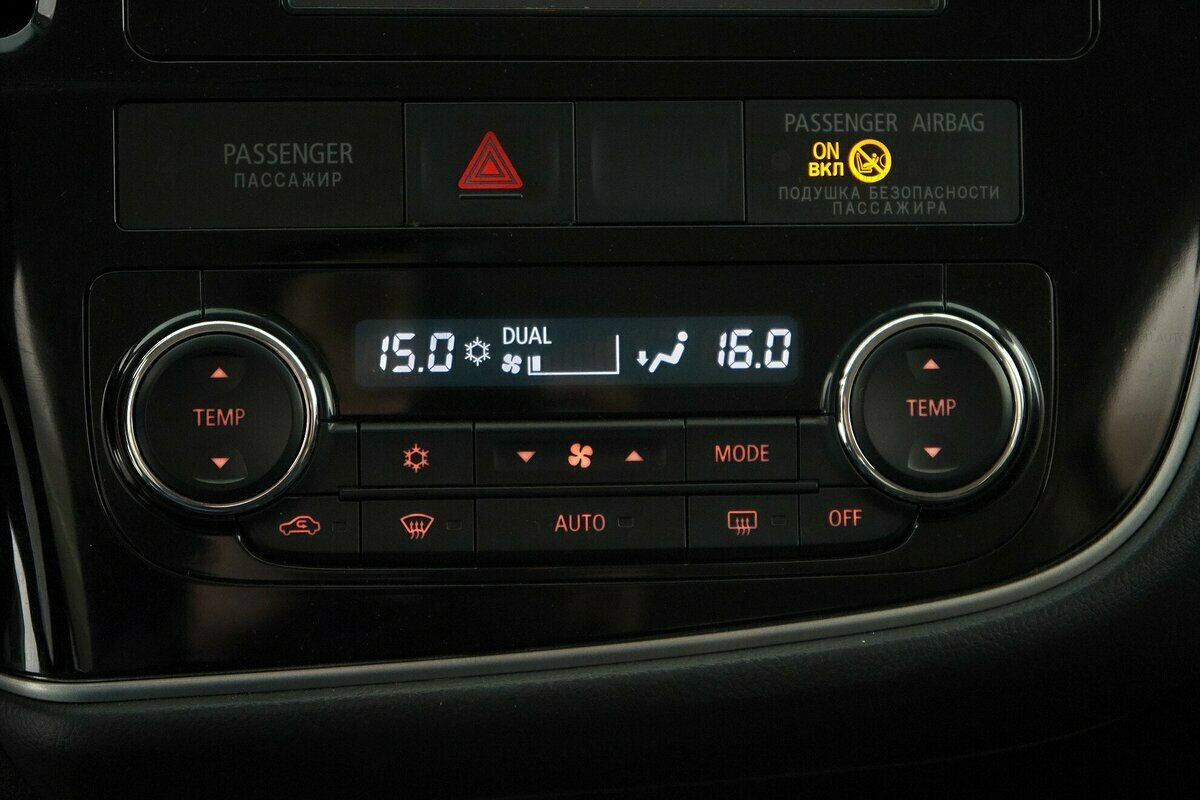 PASSENGER
ПАССАЖИР
PASSENGER AIRBAG
ON
ВКЛ
ПОДУШКА БЕЗОПАСНОСТИ
ПАССАЖИРА
15.0
DUAL
16.0
TEMP
TEMP
MODE
AUTO
OFF